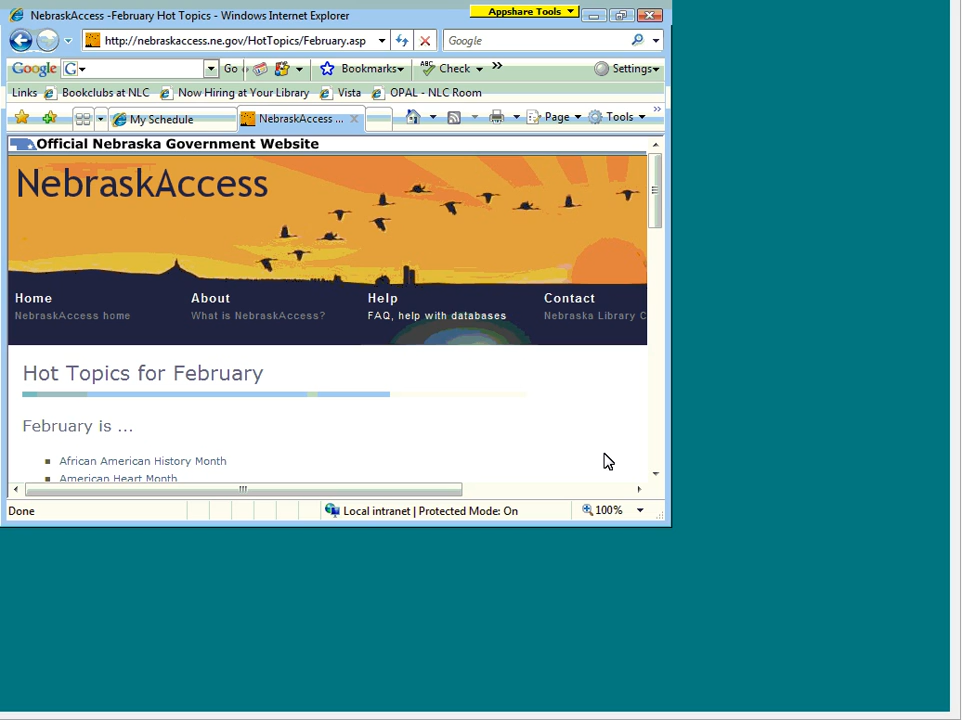 NebraskAccess -February Hot Topics - Windows Internet Explorer
Appshare Tools
http://nebraskaccess.ne.gov/HotTopics/February.asp
Google
Google G Go Bookmarks ABC Check » Settings
Links Bookclubs at NLC Now Hiring at Your Library Vista OPAL - NLC Room
My Schedule NebraskAccess ... Page Tools »
Official Nebraska Government Website
NebraskAccess
Home About Help Contact
NebraskAccess home What is NebraskAccess? FAQ, help with databases Nebraska Library C
Hot Topics for February
February is ...
African American History Month
American Heart Month
Done Local intranet | Protected Mode: On 100%